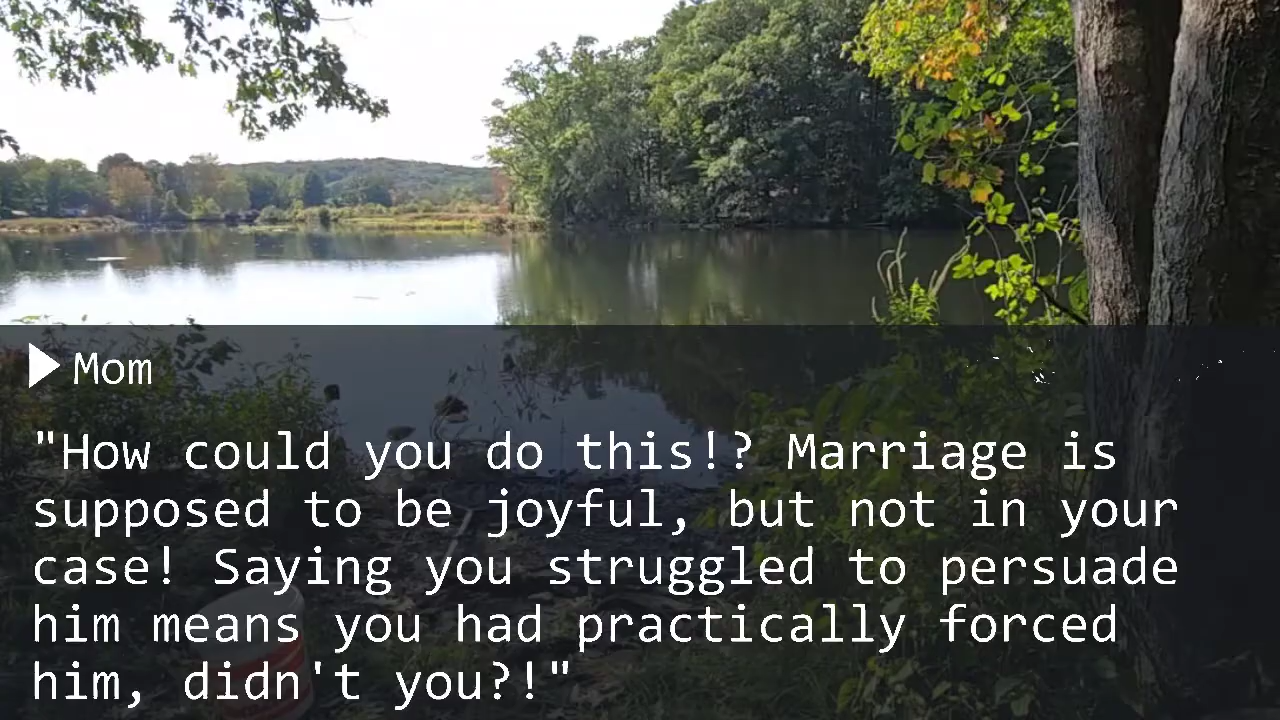 Mom
"How could you do this!? Marriage is
supposed to be joyful, but not in your
case! Saying you struggled to persuade
him means you had practically forced
him, didn't you?!"